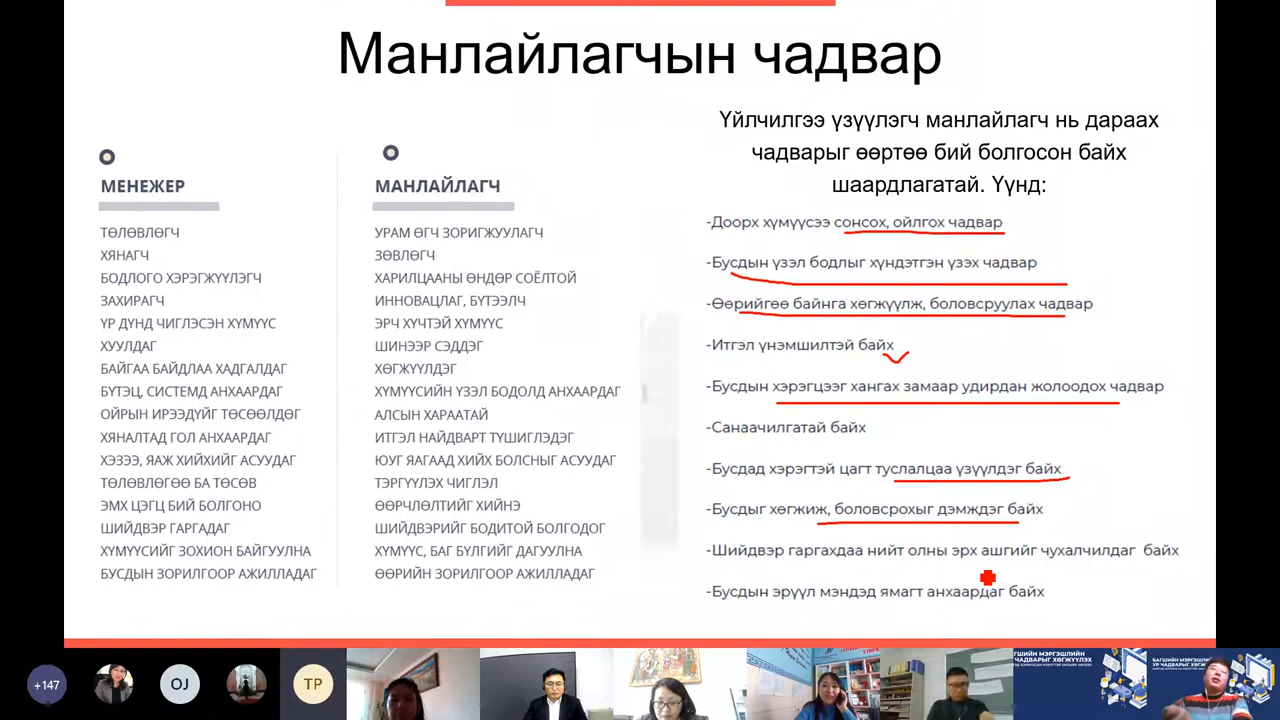 Манлайлагчын чадвар
МЕНЕЖЕР
ТӨЛӨВЛӨГЧ
ХЯНАГЧ
БОДЛОГО ХЭРЭГЖҮҮЛЭГЧ
ЗАХИРАГЧ
ҮР ДҮНД ЧИГЛЭСЭН ХҮМҮҮС
ХУУЛДАГ
БАЙГАА БАЙДЛАА ХАДГАЛДАГ
БҮТЭЦ, СИСТЕМД АНХААРДАГ
ОЙРЫН ИРЭЭДҮЙГ ТӨСӨӨЛДӨГ
ХЯНАЛТАД ГОЛ АНХААРДАГ
ХЭЗЭЭ, ЯАЖ ХИЙХИЙГ АСУУДАГ
ТӨЛӨВЛӨГӨӨ БА ТӨСӨВ
ЭМХ ЦЭГЦ БИЙ БОЛГОНО
ШИЙДВЭР ГАРГАДАГ
ХҮМҮҮСИЙГ ЗОХИОН БАЙГУУЛНА
БУСДЫН ЗОРИЛГООР АЖИЛЛАДАГ
МАНЛАЙЛАГЧ
УРАМ ӨГЧ ЗОРИГЖУУЛАГЧ
ЗӨВЛӨГЧ
ХАРИЛЦААНЫ ӨНДӨР СОЁЛТОЙ
ИННОВАЦЛАГ, БҮТЭЭЛЧ
ЭРЧ ХҮЧТЭЙ ХҮМҮҮС
ШИНЭЭР СЭДДЭГ
ХӨГЖҮҮЛДЭГ
ХҮМҮҮСИЙН ҮЗЭЛ БОДОЛД АНХААРДАГ
АЛСЫН ХАРААТАЙ
ИТГЭЛ НАЙДВАРТ ТҮШИГЛЭДЭГ
ЮУГ ЯАГААД ХИЙХ БОЛСНЫГ АСУУДАГ
ТЭРГҮҮЛЭХ ЧИГЛЭЛ
ӨӨРЧЛӨЛТИЙГ ХИЙНЭ
ШИЙДВЭРИЙГ БОДИТОЙ БОЛГОДОГ
ХҮМҮҮС, БАГ БҮЛГИЙГ ДАГУУЛНА
ӨӨРИЙН ЗОРИЛГООР АЖИЛЛАДАГ
Үйлчилгээ үзүүлэгч манлайлагч нь дараах
чадварыг өөртөө бий болгосон байх
шаардлагатай. Үүнд:
-Доорх хүмүүсээ сонсох, ойлгох чадвар
-Бусдын үзэл бодлыг хүндэтгэн үзэх чадвар
-Өөрийгөө байнга хөгжүүлж, боловсруулах чадвар
-Итгэл үнэмшилтэй байх
-Бусдын хэрэгцээг хангах замаар удирдан жолоодох чадвар
-Санаачилгатай байх
-Бусдад хэрэгтэй цагт туслалцаа үзүүлдэг байх
-Бусдыг хөгжиж, боловсрохыг дэмждэг байх
-Шийдвэр гаргахдаа нийт олны эрх ашгийг чухалчилдаг байх
-Бусдын эрүүл мэндэд ямагт анхаардаг байх
+147
OJ
TP
БАГШИЙН МЭРГЭШЛИЙН
УР ЧАДВАРЫГ ХӨГЖҮҮЛЭХ